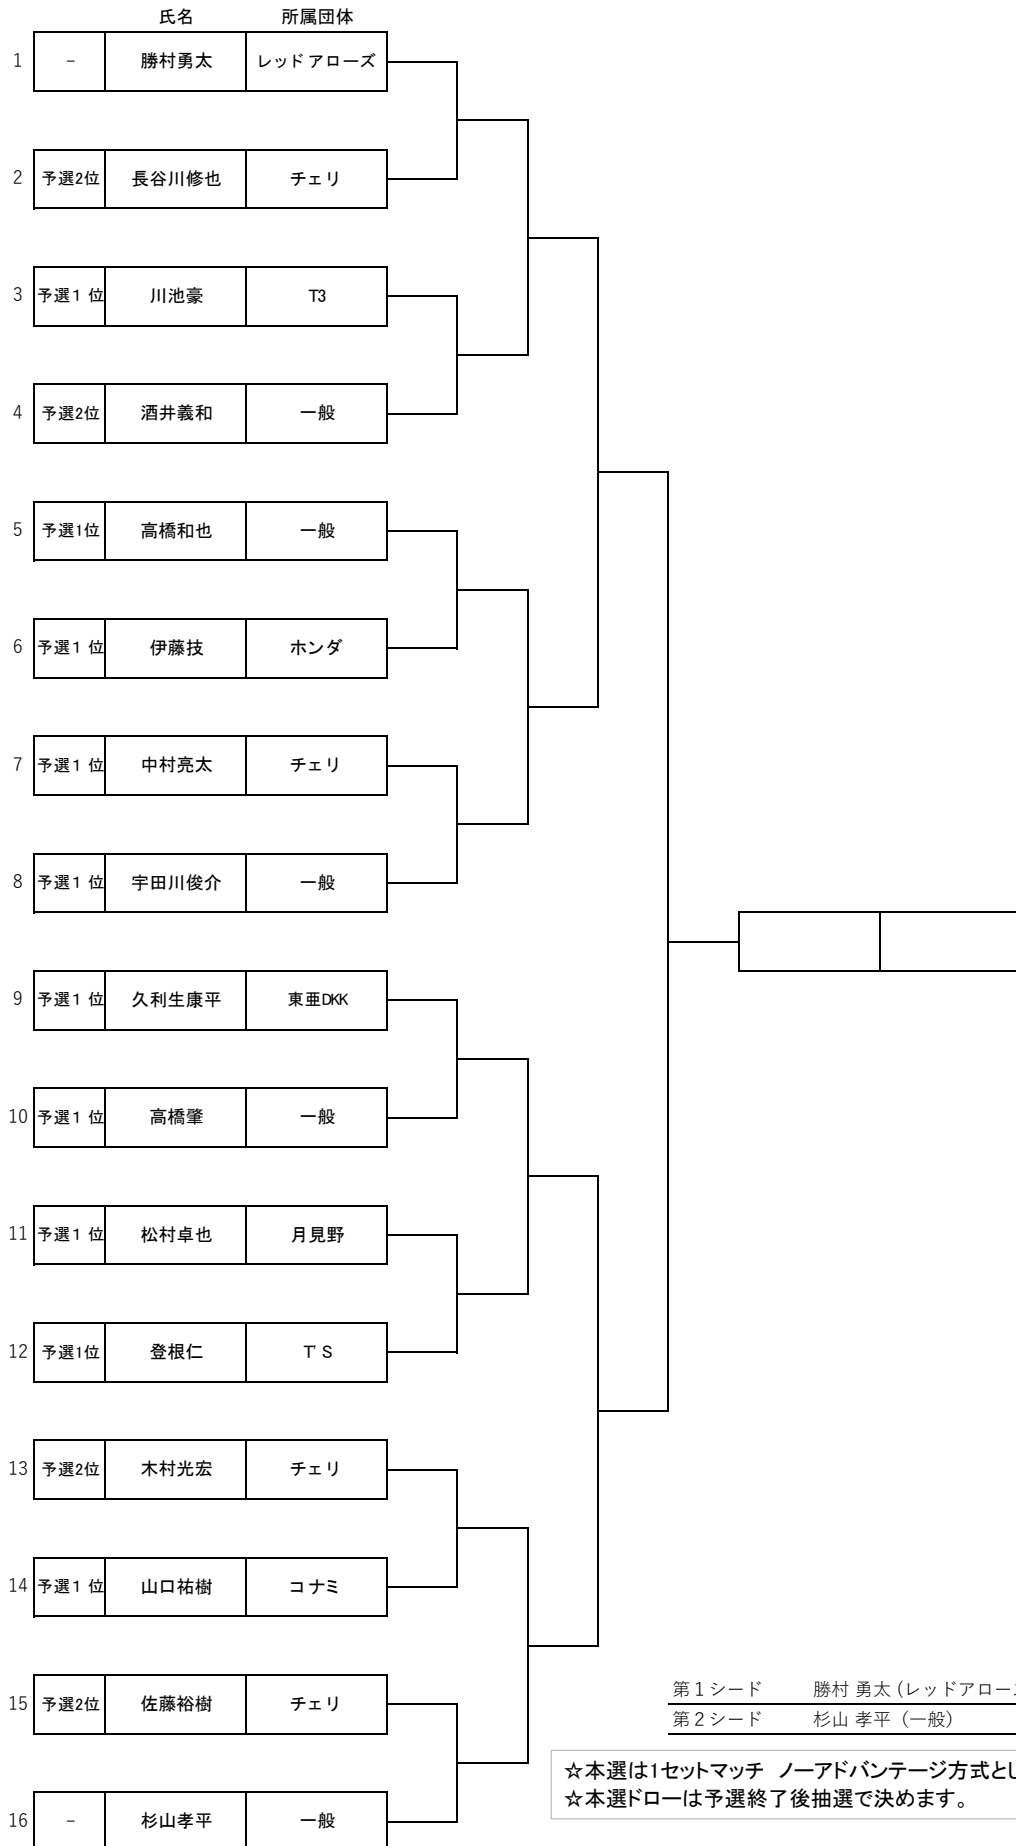 氏名 所属団体
1 － 勝村勇太 レッドアローズ
2 予選2位 長谷川修也 チェリ
3 予選1位 川池豪 T3
4 予選2位 酒井義和 一般
5 予選1位 高橋和也 一般
6 予選1位 伊藤技 ホンダ
7 予選1位 中村亮太 チェリ
8 予選1位 宇田川俊介 一般
9 予選1位 久利生康平 東亜DKK
10 予選1位 高橋肇 一般
11 予選1位 松村卓也 月見野
12 予選1位 登根仁 T'S
13 予選2位 木村光宏 チェリ
14 予選1位 山口祐樹 コナミ
15 予選2位 佐藤裕樹 チェリ
16 － 杉山孝平 一般
第１シード 勝村 勇太 (レッドアロー
第２シード 杉山 孝平（一般）
☆本選は1セットマッチ ノーアドバンテージ方式とし
☆本選ドローは予選終了後抽選で決めます。